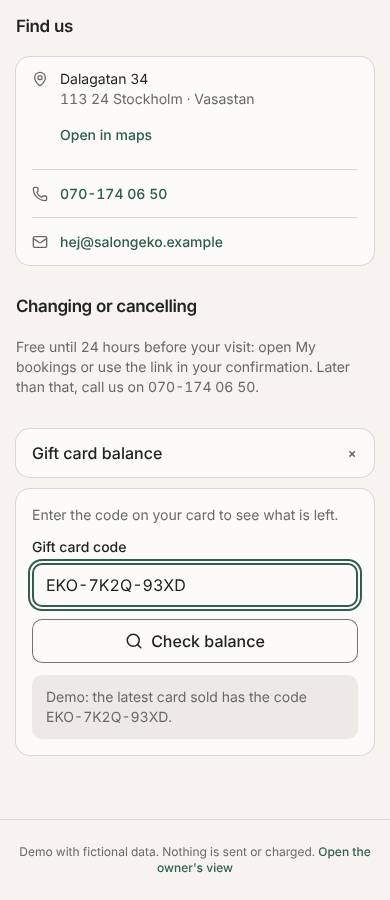 Find us
Dalagatan 34
113 24 Stockholm · Vasastan
Open in maps
070-174 06 50
hej@salongeko.example
Changing or cancelling
Free until 24 hours before your visit: open My
bookings or use the link in your confirmation. Later
than that, call us on 070-174 06 50.
Gift card balance
×
Enter the code on your card to see what is left.
Gift card code
EKO-7K2Q-93XD
Check balance
Demo: the latest card sold has the code
EKO-7K2Q-93XD.
Demo with fictional data. Nothing is sent or charged. Open the
owner's view